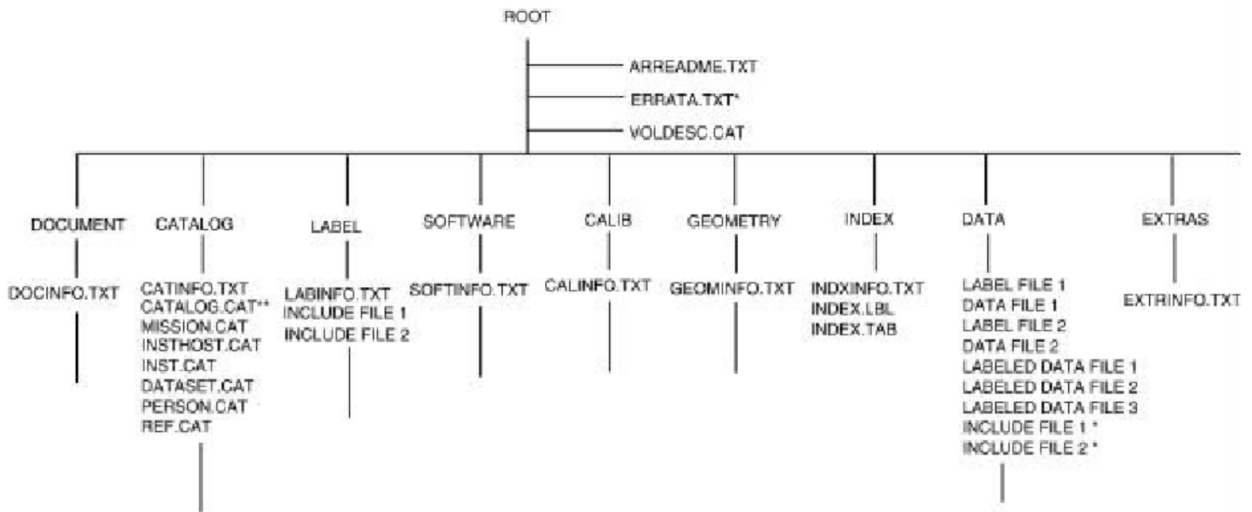 ROOT
ARREADME.TXT
ERRATA.TXT*
VOLDESC.CAT
DOCUMENT
DOCINFO.TXT
CATALOG
CATINFO.TXT
CATALOG.CAT**
MISSION.CAT
INSTHOST.CAT
INST.CAT
DATASET.CAT
PERSON.CAT
REF.CAT
LABEL
LABINFO.TXT
INCLUDE FILE 1
INCLUDE FILE 2
SOFTWARE
SOFTINFO.TXT
CALIB
CALINFO.TXT
GEOMETRY
GEOMINFO.TXT
INDEX
INDXINFO.TXT
INDEX.LBL
INDEX.TAB
DATA
LABEL FILE 1
DATA FILE 1
LABEL FILE 2
DATA FILE 2
LABELED DATA FILE 1
LABELED DATA FILE 2
LABELED DATA FILE 3
INCLUDE FILE 1 *
INCLUDE FILE 2 *
EXTRAS
EXTRINFO.TXT